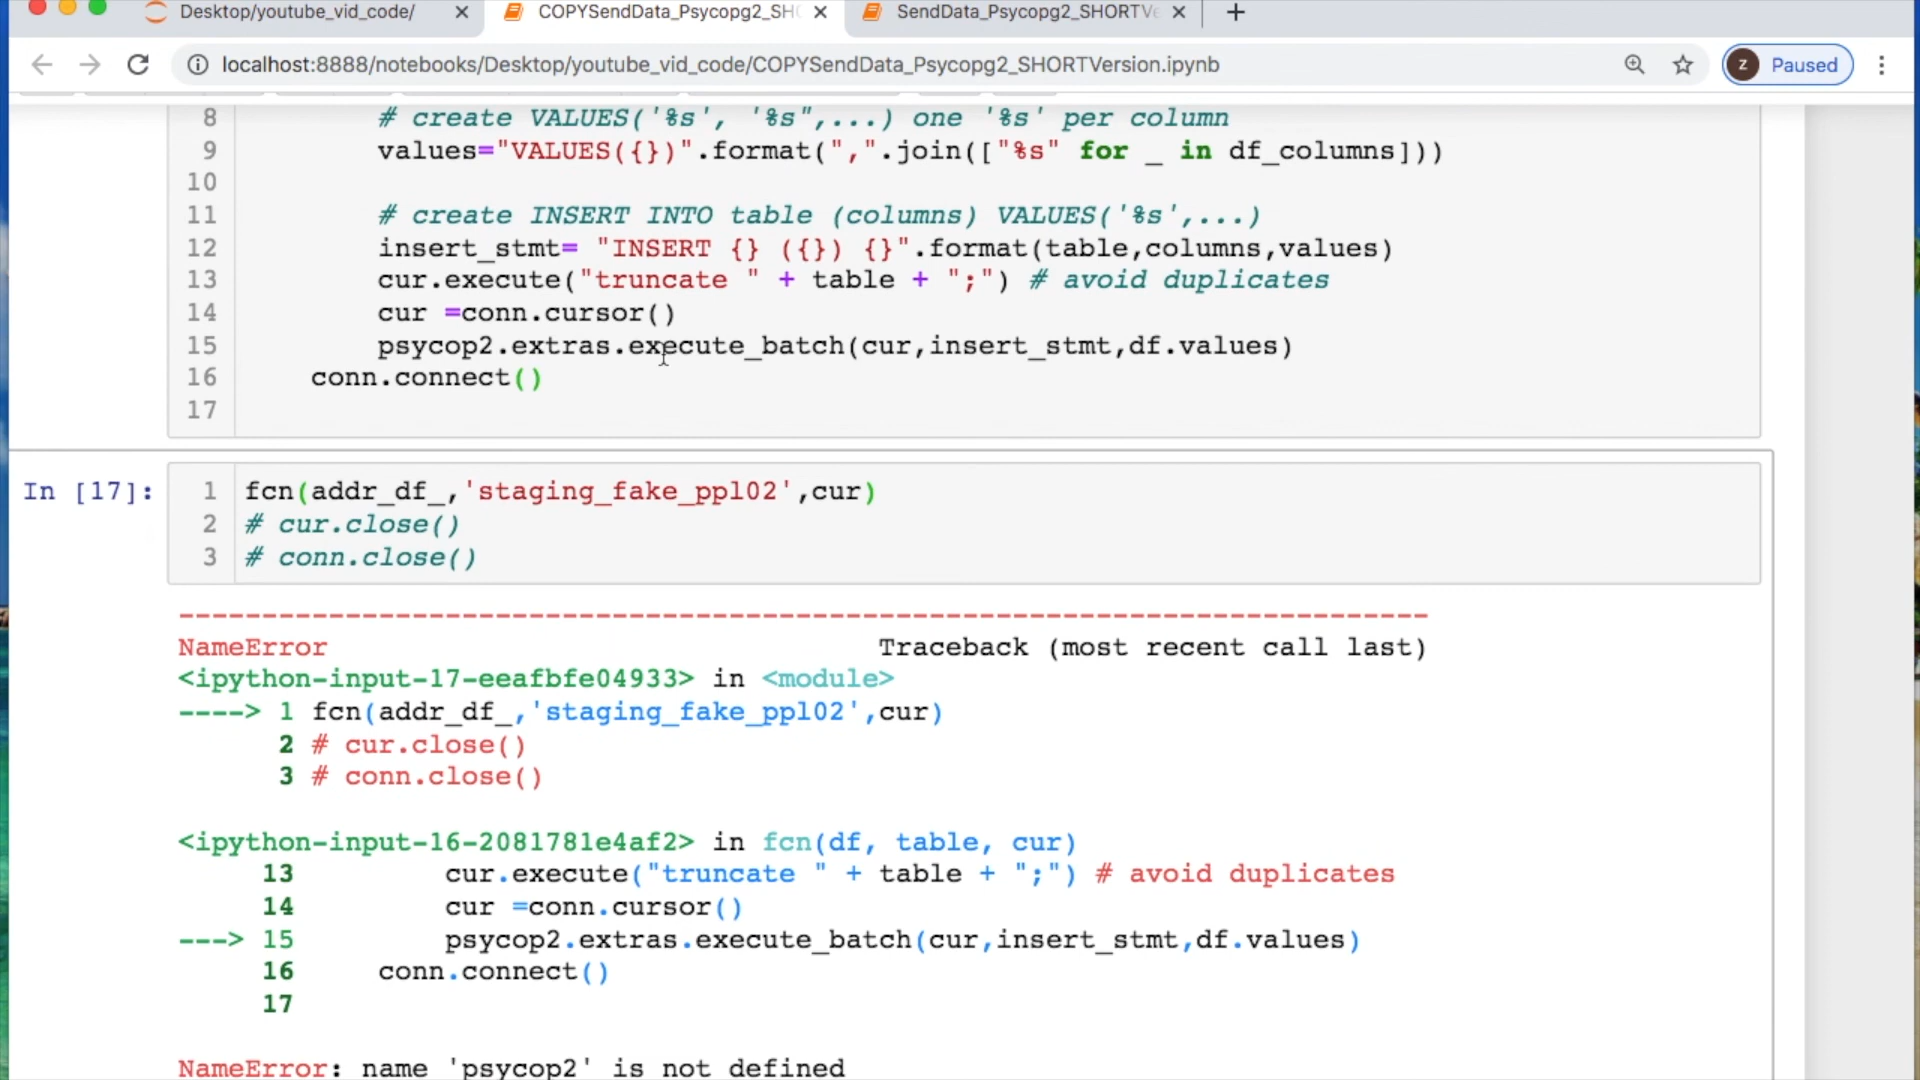 Desktop/youtube_vid_code/
COPYSendData_Psycopg2_SH
SendData_Psycopg2_SHORTVe
localhost:8888/notebooks/Desktop/youtube_vid_code/COPYSendData_Psycopg2_SHORTVersion.ipynb
z Paused
8 # create VALUES('%s', '%s",...) one '%s' per column
9 values="VALUES({})".format(",".join(["%s" for _ in df_columns]))
10
11 # create INSERT INTO table (columns) VALUES('%s',...)
12 insert_stmt= "INSERT {} ({}) {}".format(table,columns,values)
13 cur.execute("truncate " + table + ";") # avoid duplicates
14 cur =conn.cursor()
15 psycop2.extras.execute_batch(cur,insert_stmt,df.values)
16 conn.connect()
17
In [17]: 1 fcn(addr_df_,'staging_fake_ppl02',cur)
2 # cur.close()
3 # conn.close()
---------------------------------------------------------------------------
NameError Traceback (most recent call last)
<ipython-input-17-eeafbfe04933> in <module>
----> 1 fcn(addr_df_,'staging_fake_ppl02',cur)
2 # cur.close()
3 # conn.close()
<ipython-input-16-2081781e4af2> in fcn(df, table, cur)
13 cur.execute("truncate " + table + ";") # avoid duplicates
14 cur =conn.cursor()
---> 15 psycop2.extras.execute_batch(cur,insert_stmt,df.values)
16 conn.connect()
17
NameError: name 'psycop2' is not defined